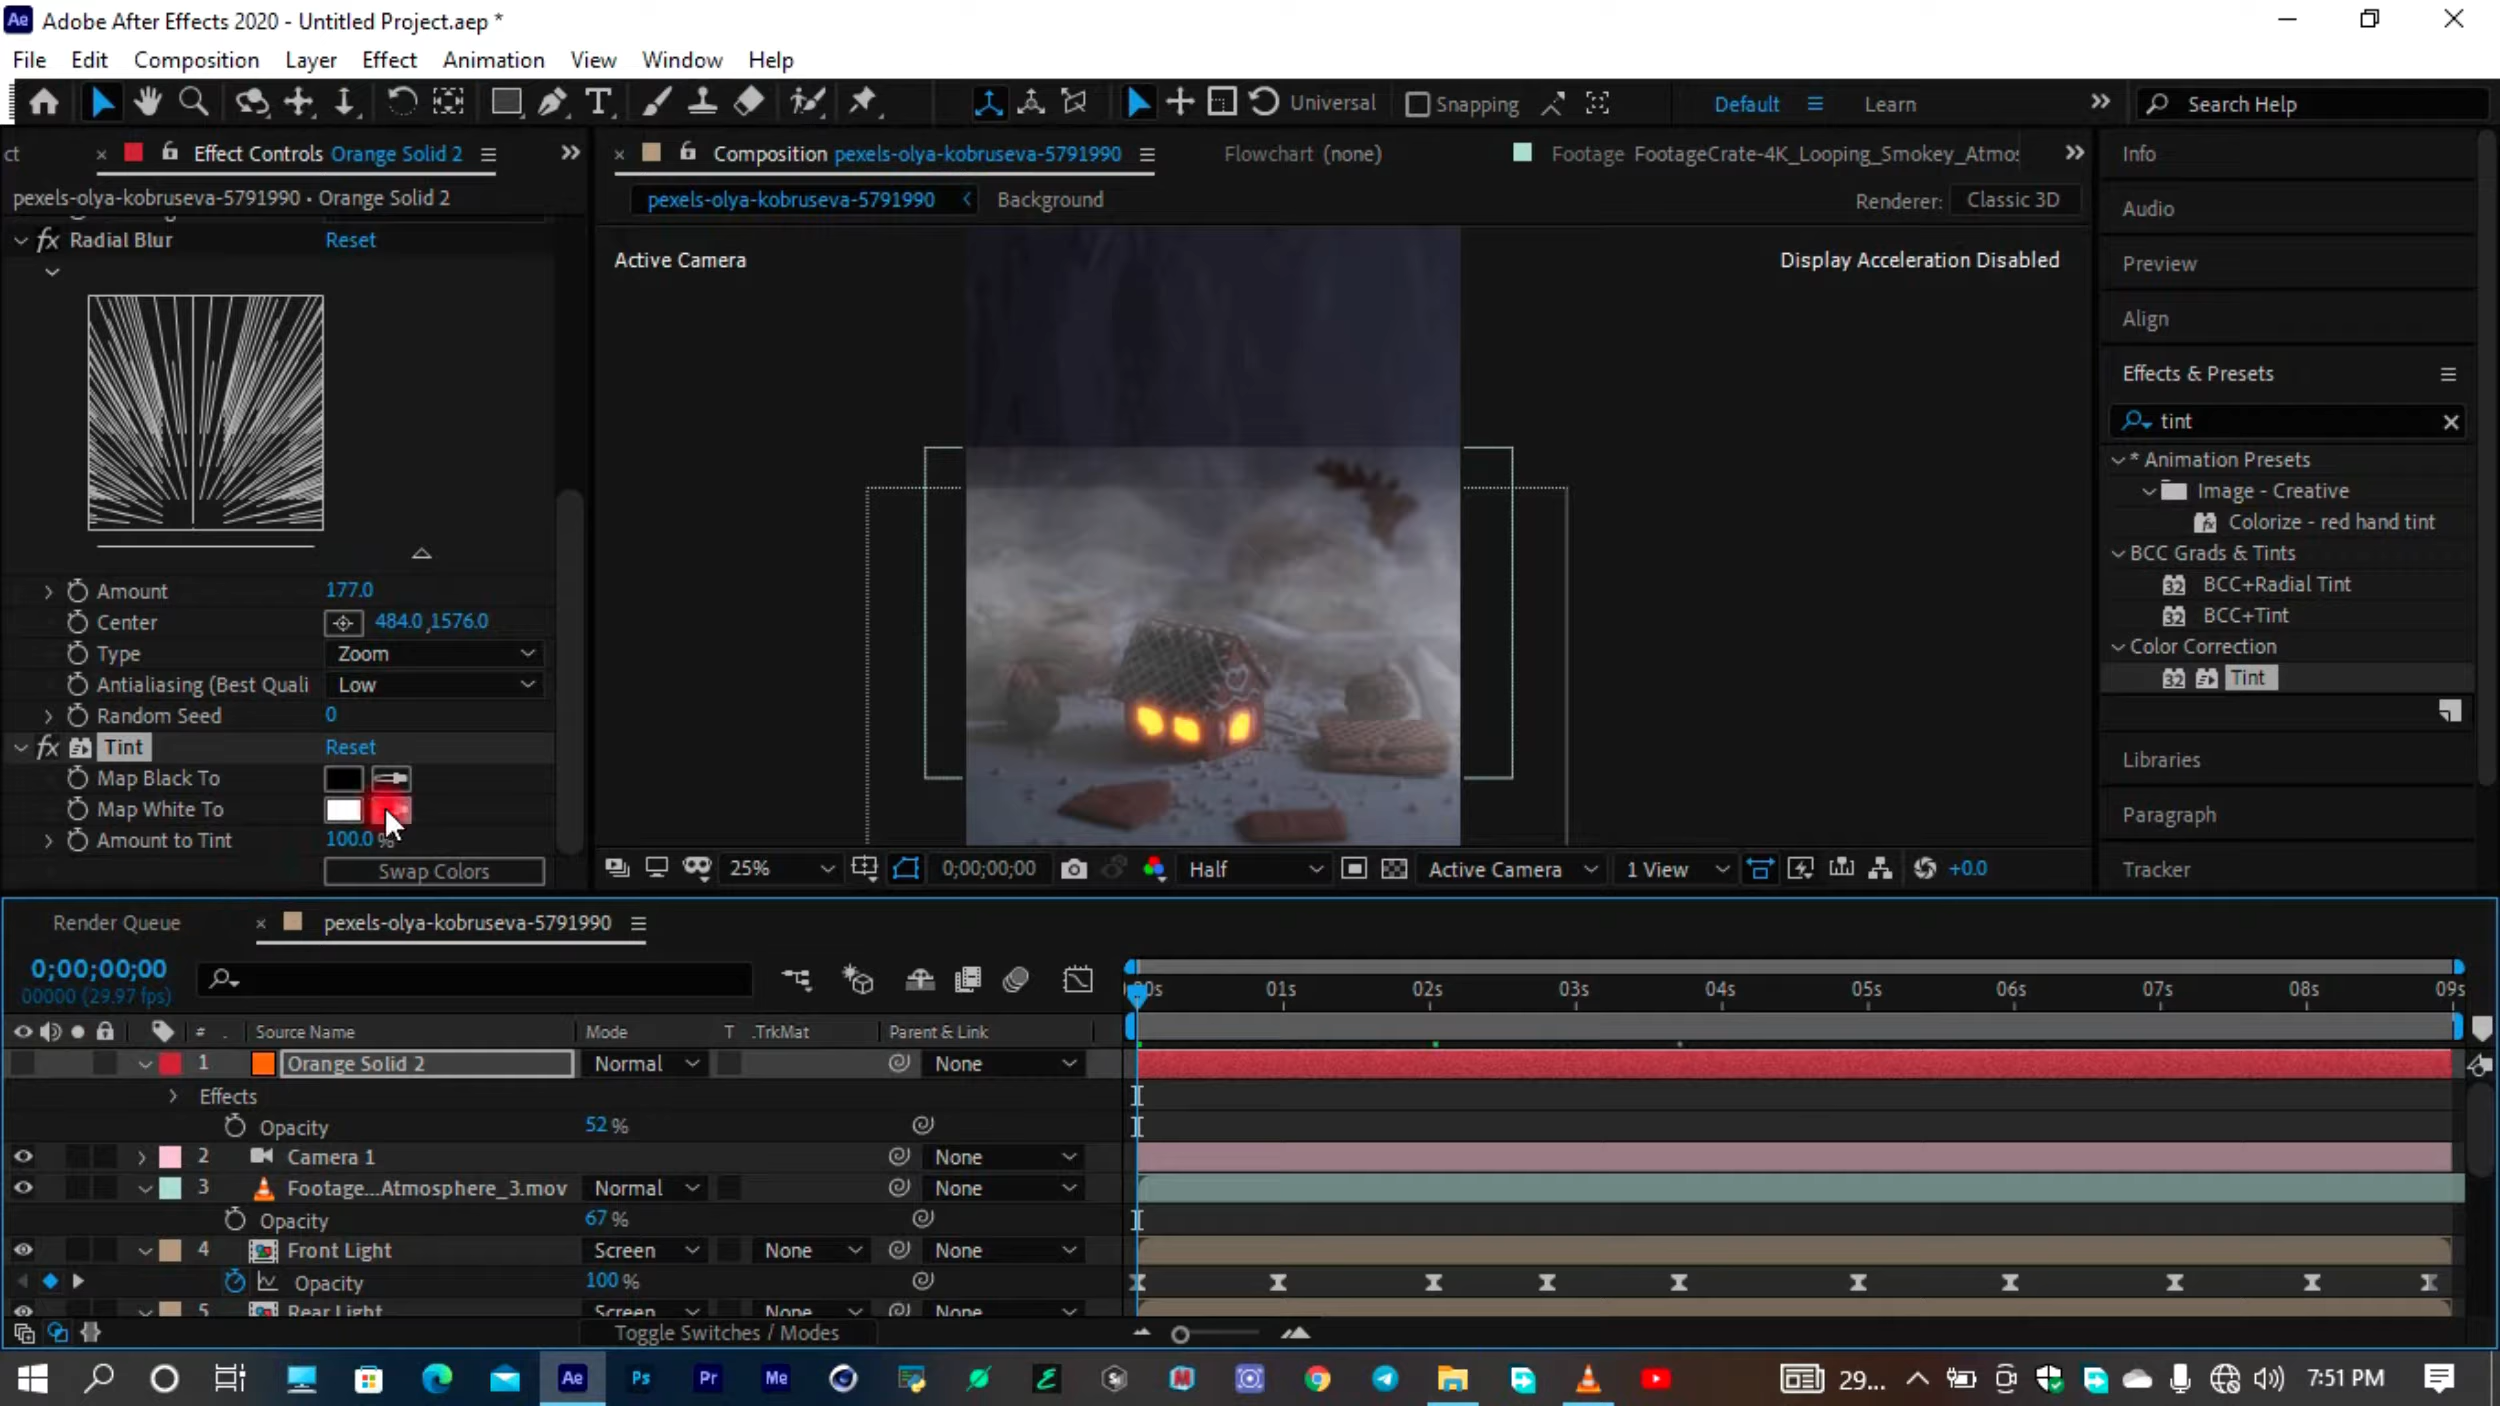 Adobe After Effects 2020 - Untitled Project.aep *
File Edit Composition Layer Effect Animation View Window Help
Universal Snapping Default Learn Search Help
ct Effect Controls Orange Solid 2
Composition pexels-olya-kobruseva-5791990
Flowchart (none)
Footage FootageCrate-4K_Looping_Smokey_Atmo
Info
pexels-olya-kobruseva-5791990 • Orange Solid 2
pexels-olya-kobruseva-5791990 Background
Renderer: Classic 3D
Audio
Radial Blur Reset
Active Camera
Display Acceleration Disabled
Preview
Align
Effects & Presets
tint
* Animation Presets
Image - Creative
Colorize - red hand tint
BCC Grads & Tints
BCC+Radial Tint
BCC+Tint
Color Correction
32 Tint
Libraries
Paragraph
Tracker
Amount 177.0
Center 484.0,1576.0
Type Zoom
Antialiasing (Best Quali Low
Random Seed 0
Tint Reset
Map Black To
Map White To
Amount to Tint 100.0 %
Swap Colors
25% 0;00;00;00 Half Active Camera 1 View +0.0
Render Queue pexels-olya-kobruseva-5791990
0;00;00;00
00000 (29.97 fps)
01s 02s 03s 04s 05s 06s 07s 08s 09s
# Source Name Mode T .TrkMat Parent & Link
1 Orange Solid 2 Normal None
Effects
Opacity 52 %
2 Camera 1 None
3 Footage...Atmosphere_3.mov Normal None
Opacity 67 %
4 Front Light Screen None None
Opacity 100 %
5 Rear Light Screen None None
Toggle Switches / Modes
Ae Ps Pr Me 29... 7:51 PM